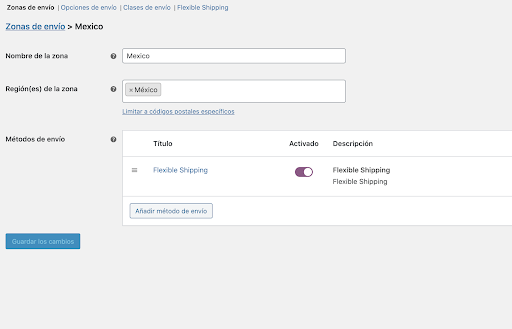 Zonas de envío | Opciones de envío | Clases de envío | Flexible Shipping
Zonas de envío > Mexico
Nombre de la zona
Mexico
Región(es) de la zona
× México
Limitar a códigos postales específicos
Métodos de envío
Título Activado Descripción
Flexible Shipping Flexible Shipping
Flexible Shipping
Añadir método de envío
Guardar los cambios